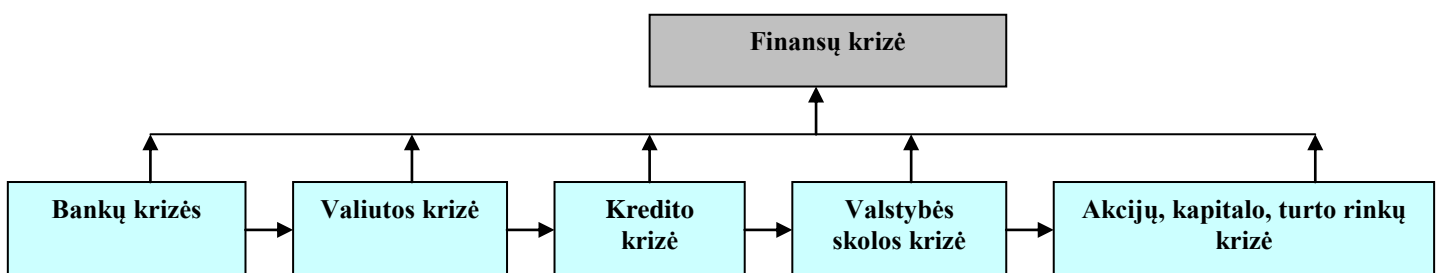 Finansų krizė
Bankų krizės
Valiutos krizė
Kredito
krizė
Valstybės
skolos krizė
Akcijų, kapitalo, turto rinkų
krizė